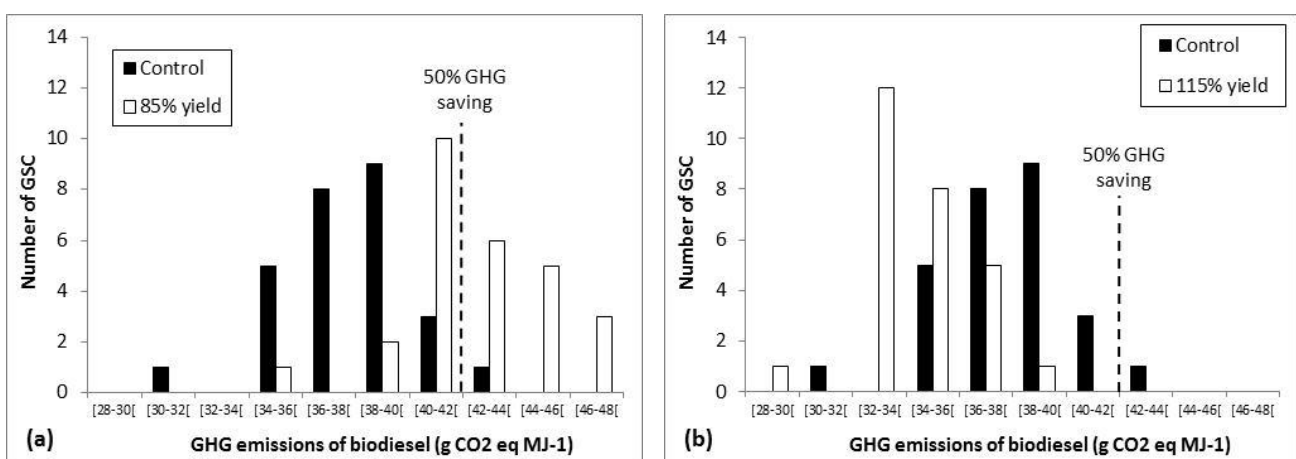 14
12
10
8
6
4
2
0
Number of GSC
Control
85% yield
50% GHG
saving
[28-30[ [30-32[ [32-34[ [34-36[ [36-38[ [38-40[ [40-42[ [42-44[ [44-46[ [46-48[
(a)
GHG emissions of biodiesel (g CO2 eq MJ-1)
14
12
10
8
6
4
2
0
Number of GSC
Control
115% yield
50% GHG
saving
[28-30[ [30-32[ [32-34[ [34-36[ [36-38[ [38-40[ [40-42[ [42-44[ [44-46[ [46-48[
(b)
GHG emissions of biodiesel (g CO2 eq MJ-1)